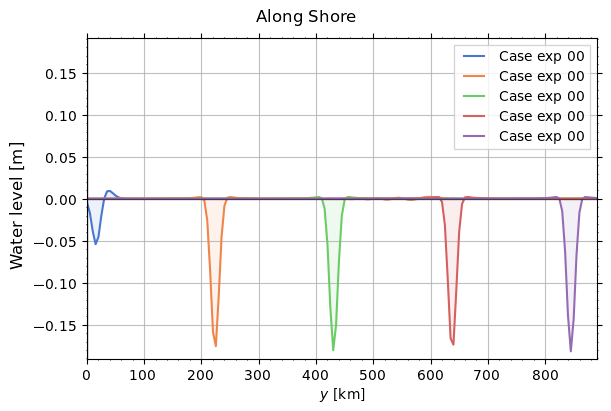 Along Shore
Water level [m]
0.15
0.10
0.05
0.00
−0.05
−0.10
−0.15
Case exp 00
Case exp 00
Case exp 00
Case exp 00
Case exp 00
0 100 200 300 400 500 600 700 800
y [km]